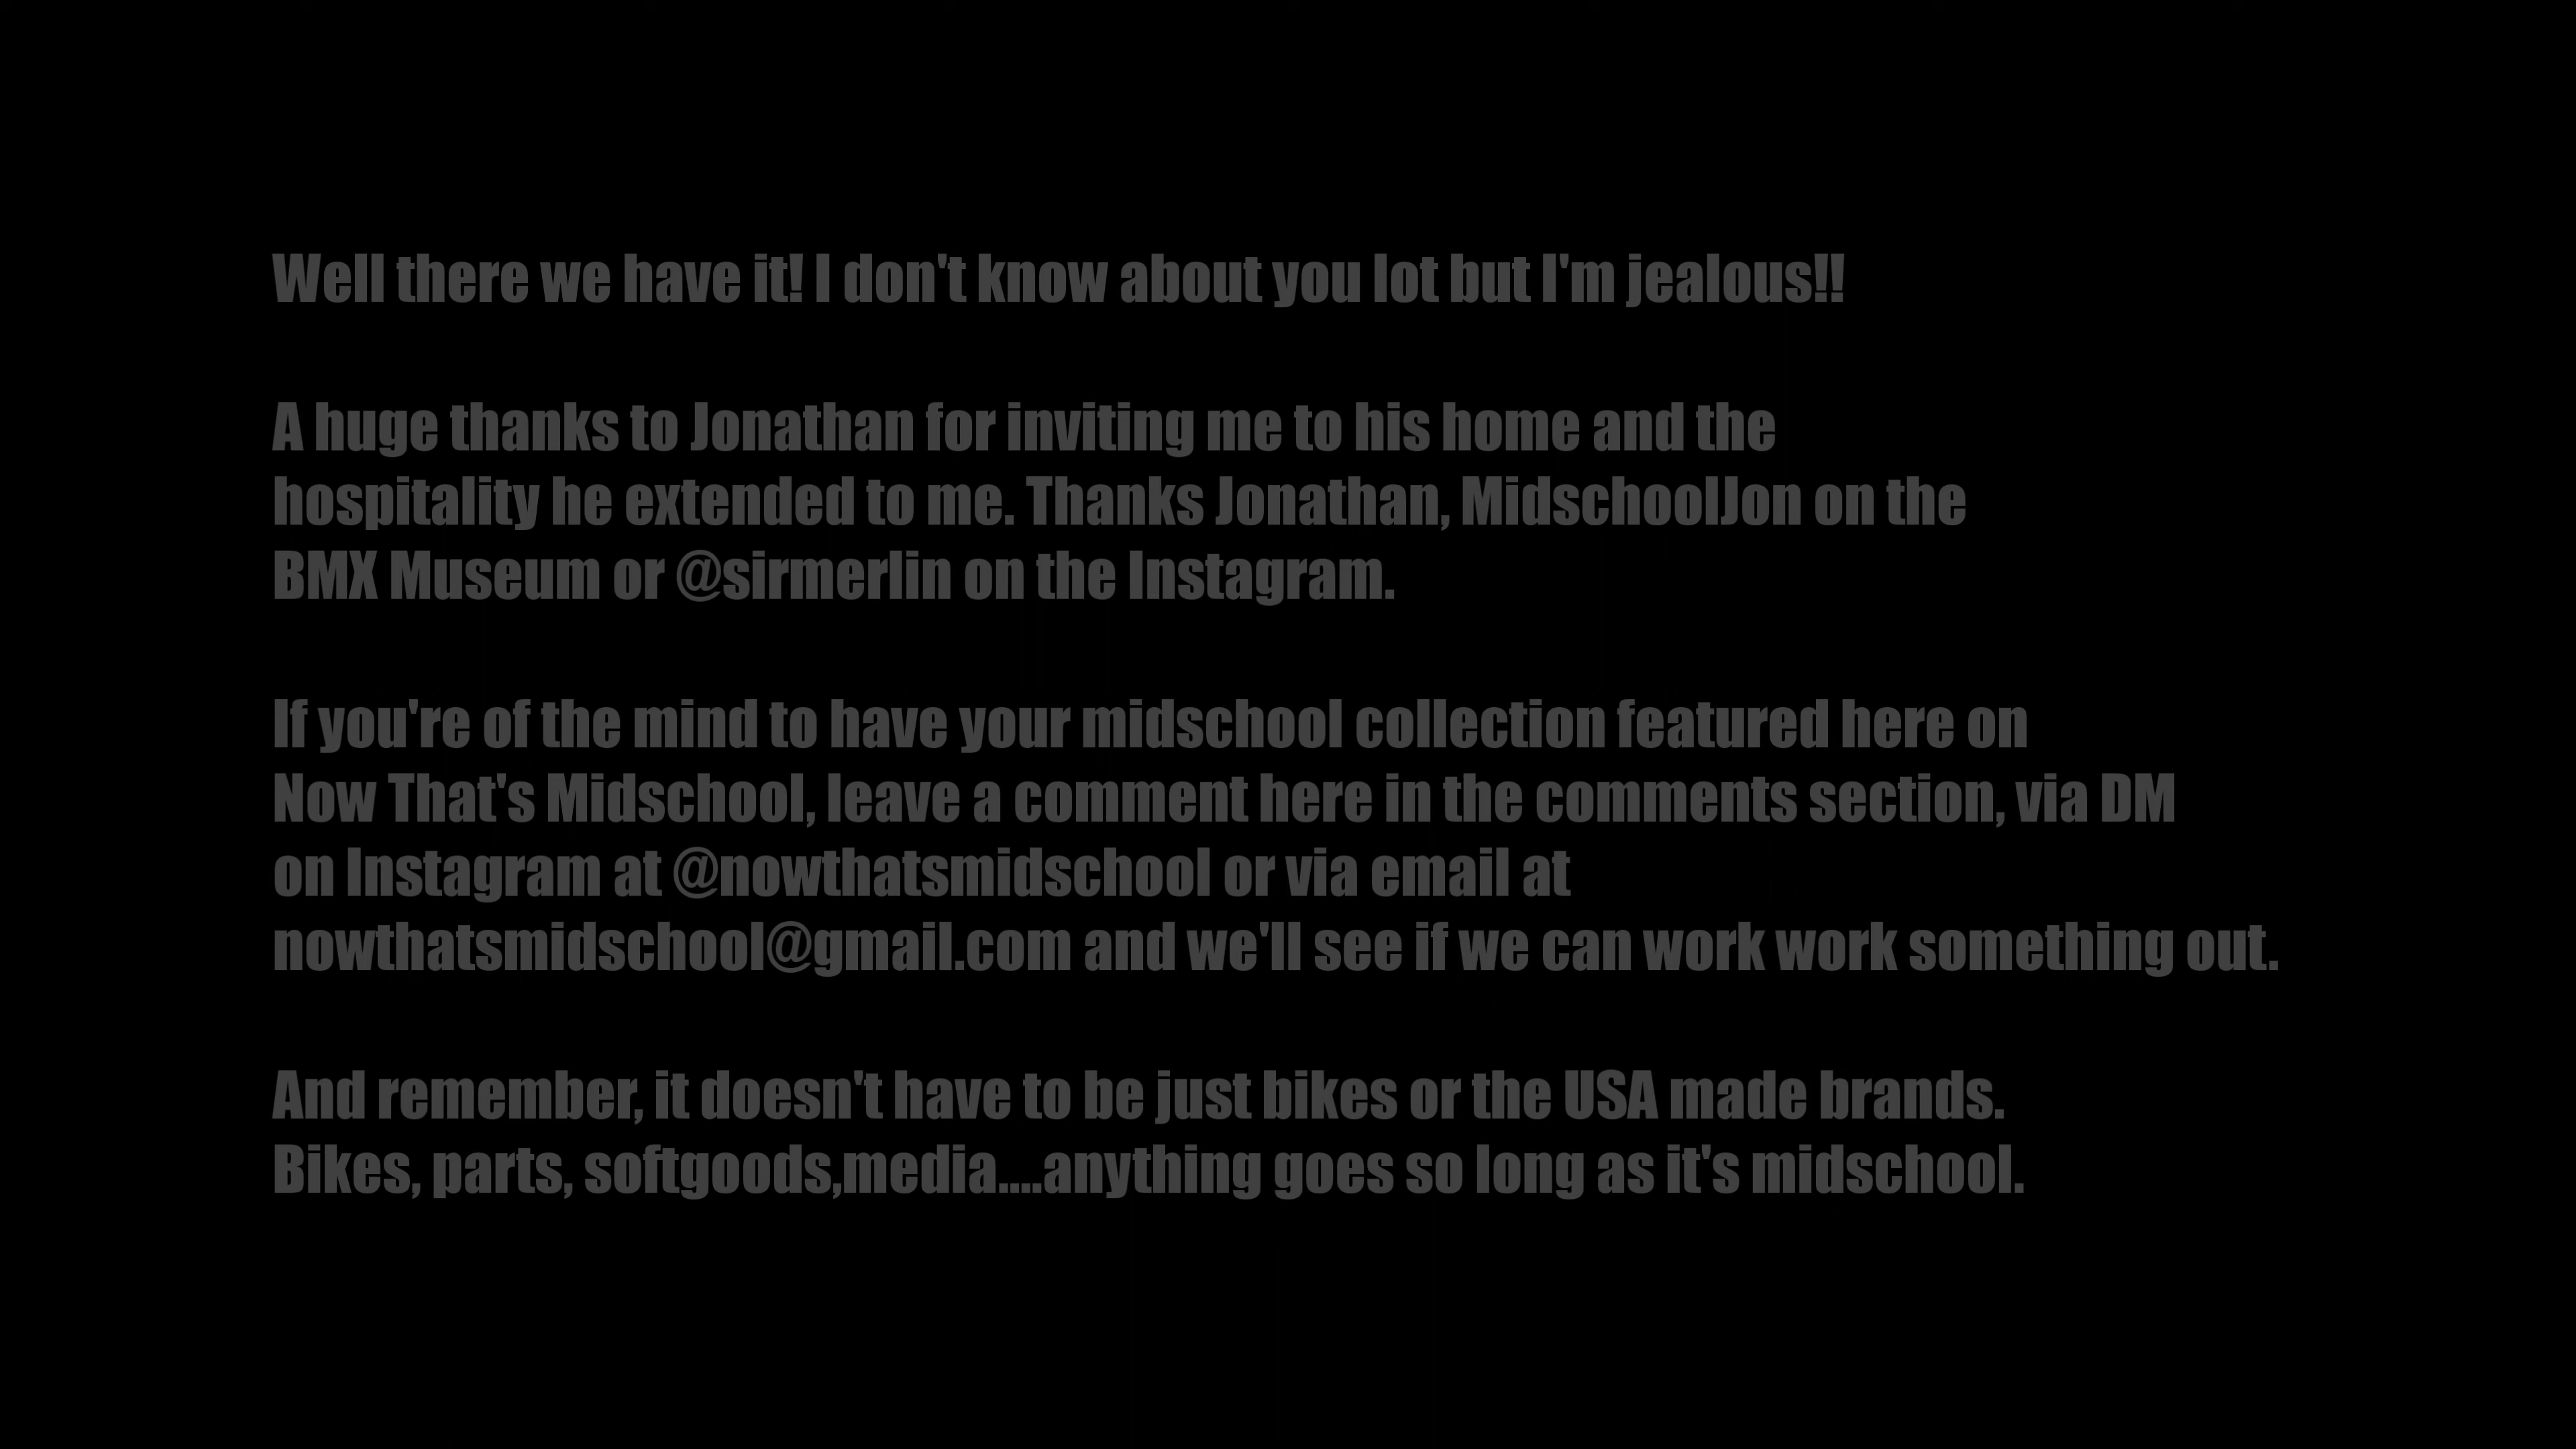 Well there we have it! I don't know about you lot but I'm jealous!!
A huge thanks to Jonathan for inviting me to his home and the
hospitality he extended to me. Thanks Jonathan, MidschoolJon on the
BMX Museum or @sirmerlin on the Instagram.
If you're of the mind to have your midschool collection featured here on
Now That's Midschool, leave a comment here in the comments section, via DM
on Instagram at @nowthatsmidschool or via email at
nowthatsmidschool@gmail.com and we'll see if we can work work something out.
And remember, it doesn't have to be just bikes or the USA made brands.
Bikes, parts, softgoods,media....anything goes so long as it's midschool.